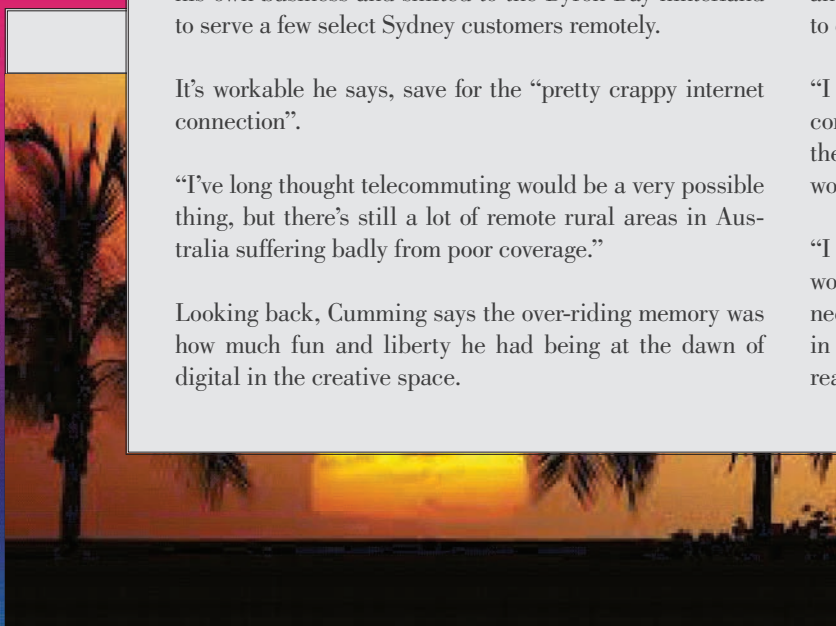 to serve a few select Sydney customers remotely.
It’s workable he says, save for the “pretty crappy internet
connection”.
“I’ve long thought telecommuting would be a very possible
thing, but there’s still a lot of remote rural areas in Aus-
tralia suffering badly from poor coverage.”
Looking back, Cumming says the over-riding memory was
how much fun and liberty he had being at the dawn of
digital in the creative space.
to
“I
“I
in